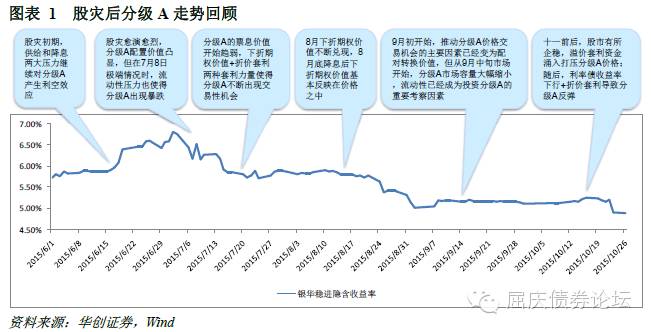 图表 1 股灾后分级 A 走势回顾
股灾初期，
供给和降息
两大压力继
续对分级A
产生利空效
应
股灾愈演愈烈，
分级A配置价值凸
显，但在7月8日
极端情况时，流
动性压力也使得
分级A出现暴跌
分级A的票息价值
开始趋弱，下折期
权价值+折价折算
两种套利力量使得
分级A不断出现交
易性机会
8月下折期权价
值不断兑现，8
月底降息后下
折期权价值基
本反映在价格
之中
9月初开始，推动分级A价格交
易机会的主要因素已经变为配
对转换价值，但从9月中旬市场
开始，分级A市场容量大幅缩小
，流动性已经成为投资分级A的
重要考察因素
十一前后，股市有所
企稳，溢价套利资金
涌入打压分级A价格；
随后，利率债收益率
下行+折价套利导致分
级A反弹
7.00%
6.50%
6.00%
5.50%
5.00%
4.50%
2015/6/1
2015/6/8
2015/6/15
2015/6/22
2015/6/29
2015/7/6
2015/7/13
2015/7/20
2015/7/27
2015/8/3
2015/8/10
2015/8/17
2015/8/24
2015/8/31
2015/9/7
2015/9/14
2015/9/21
2015/9/28
2015/10/5
2015/10/12
2015/10/19
2015/10/26
银华稳进隐含收益率
屈庆债券论坛
资料来源：华创证券，Wind